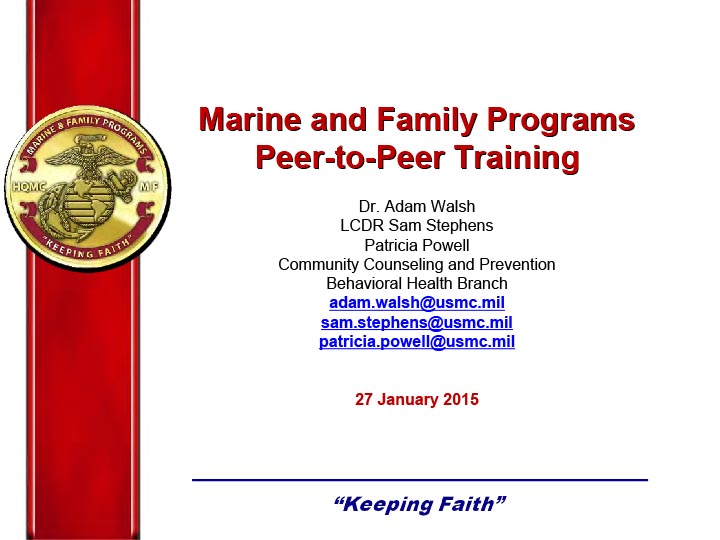 MARINE & FAMILY PROGRAMS
HQMC M F
"KEEPING FAITH"
Marine and Family Programs
Peer-to-Peer Training
Dr. Adam Walsh
LCDR Sam Stephens
Patricia Powell
Community Counseling and Prevention
Behavioral Health Branch
adam.walsh@usmc.mil
sam.stephens@usmc.mil
patricia.powell@usmc.mil
27 January 2015
“Keeping Faith”